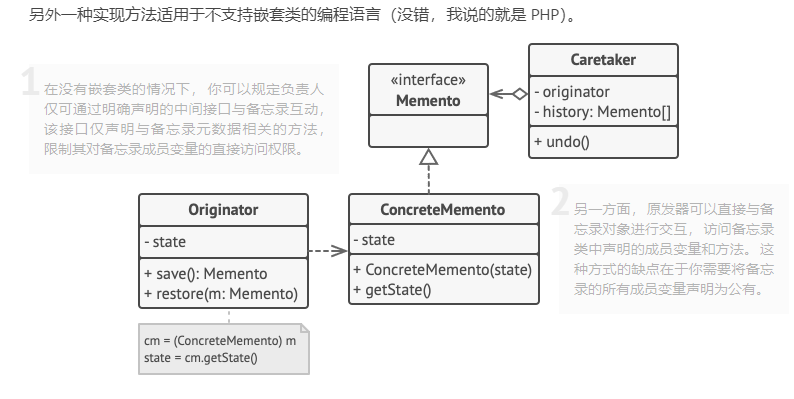 另外一种实现方法适用于不支持嵌套类的编程语言（没错，我说的就是 PHP）。
1
在没有嵌套类的情况下，你可以规定负责人
仅可通过明确声明的中间接口与备忘录互动，
该接口仅声明与备忘录元数据相关的方法，
限制其对备忘录成员变量的直接访问权限。
«interface»
Memento
Caretaker
- originator
- history: Memento[]
+ undo()
Originator
- state
+ save(): Memento
+ restore(m: Memento)
cm = (ConcreteMemento) m
state = cm.getState()
ConcreteMemento
- state
+ ConcreteMemento(state)
+ getState()
2
另一方面，原发器可以直接与备
忘录对象进行交互，访问备忘录
类中声明的成员变量和方法。这
种方式的缺点在于你需要将备忘
录的所有成员变量声明为公有。